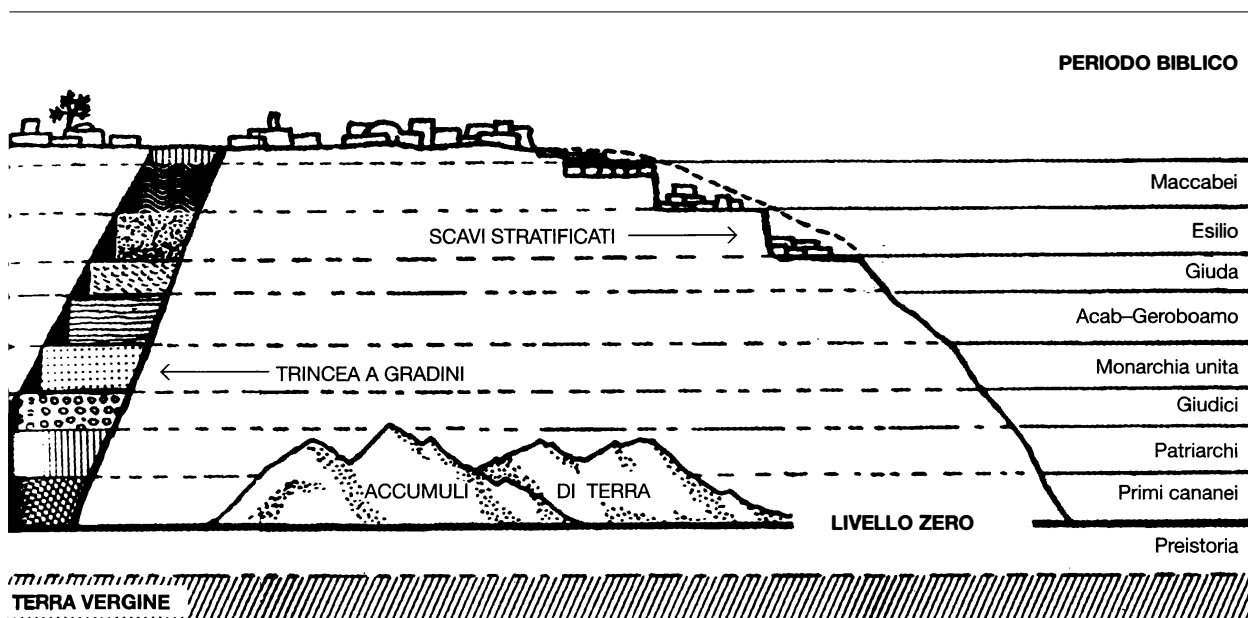 PERIODO BIBLICO
Maccabei
SCAVI STRATIFICATI
Esilio
Giuda
Acab–Geroboamo
TRINCEA A GRADINI
Monarchia unita
Giudici
Patriarchi
ACCUMULI DI TERRA
Primi cananei
LIVELLO ZERO
Preistoria
TERRA VERGINE